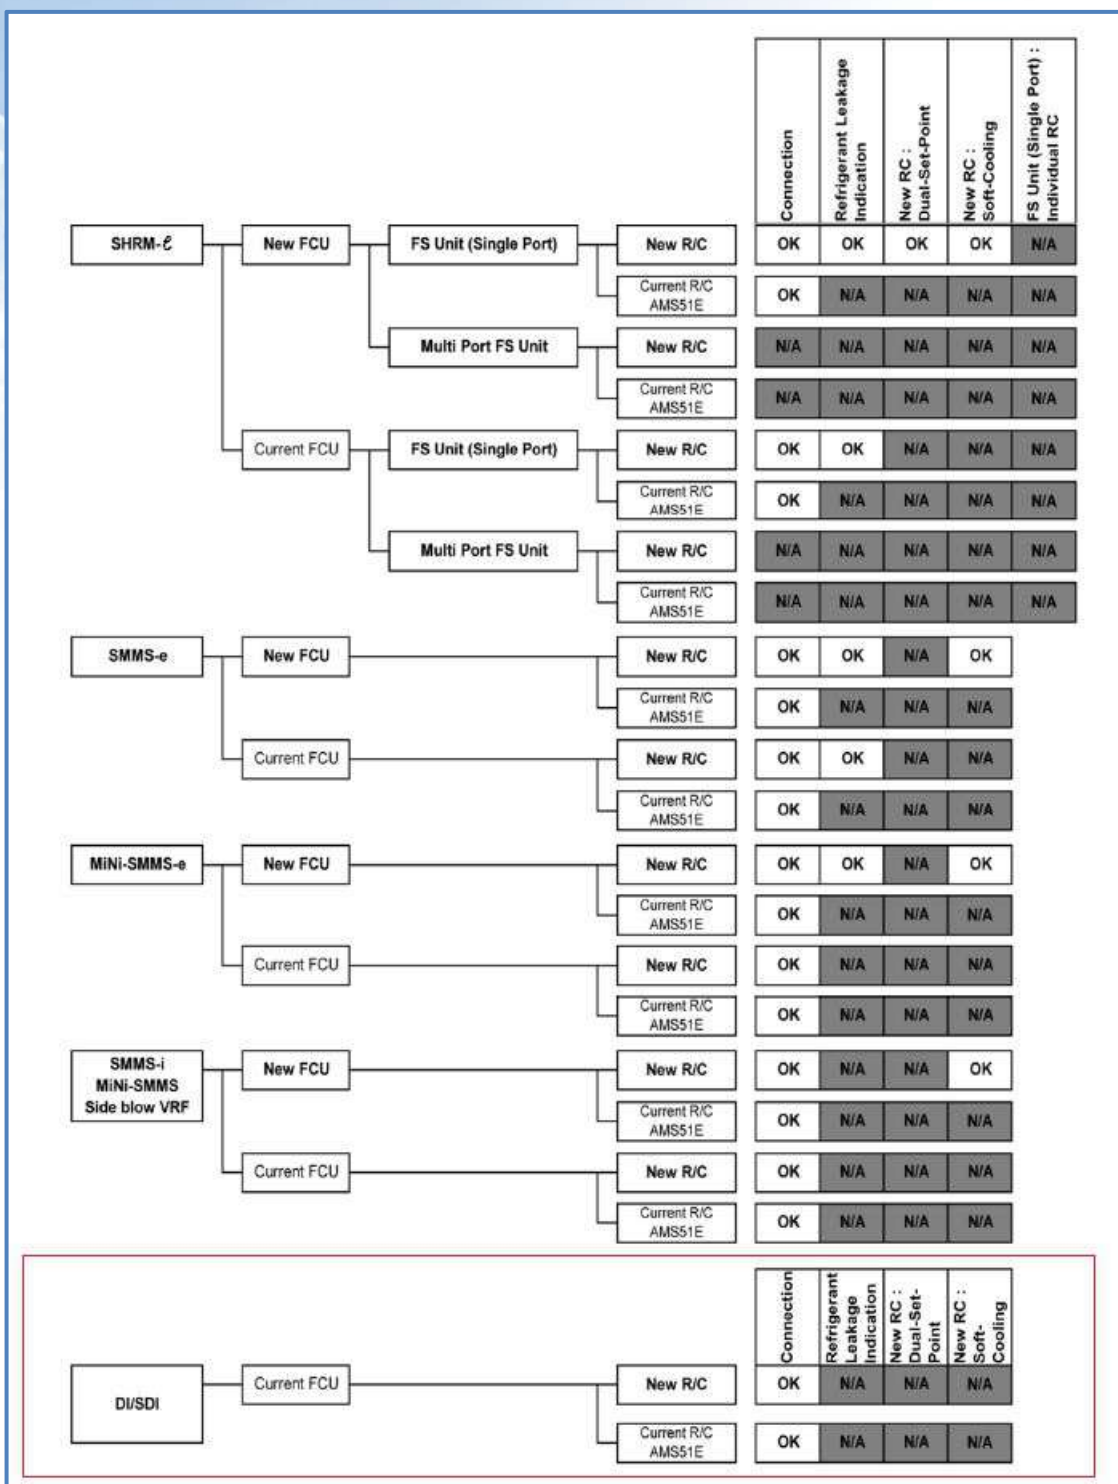 Connection
Refrigerant Leakage
Indication
New RC :
Dual-Set-Point
New RC :
Soft-Cooling
FS Unit (Single Port) :
Individual RC
SHRM-ℓ New FCU FS Unit (Single Port) New R/C OK OK OK OK N/A
Current R/C
AMS51E OK N/A N/A N/A N/A
Multi Port FS Unit New R/C N/A N/A N/A N/A N/A
Current R/C
AMS51E N/A N/A N/A N/A N/A
Current FCU FS Unit (Single Port) New R/C OK OK N/A N/A N/A
Current R/C
AMS51E OK N/A N/A N/A N/A
Multi Port FS Unit New R/C N/A N/A N/A N/A N/A
Current R/C
AMS51E N/A N/A N/A N/A N/A
SMMS-e New FCU New R/C OK OK N/A OK
Current R/C
AMS51E OK N/A N/A N/A
Current FCU New R/C OK OK N/A N/A
Current R/C
AMS51E OK N/A N/A N/A
MiNi-SMMS-e New FCU New R/C OK OK N/A OK
Current R/C
AMS51E OK N/A N/A N/A
Current FCU New R/C OK N/A N/A N/A
Current R/C
AMS51E OK N/A N/A N/A
SMMS-i
MiNi-SMMS
Side blow VRF New FCU New R/C OK N/A N/A OK
Current R/C
AMS51E OK N/A N/A N/A
Current FCU New R/C OK N/A N/A N/A
Current R/C
AMS51E OK N/A N/A N/A
Connection
Refrigerant
Leakage
Indication
New RC :
Dual-Set-
Point
New RC :
Soft-
Cooling
DI/SDI Current FCU New R/C OK N/A N/A N/A
Current R/C
AMS51E OK N/A N/A N/A